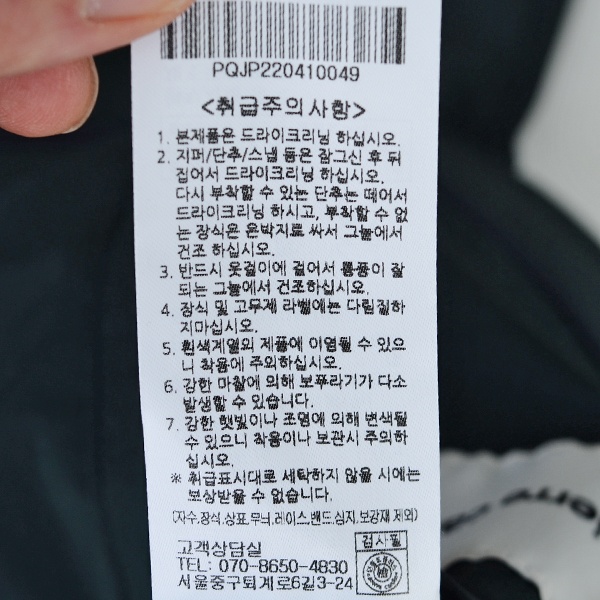 PQJP220410049
<취급주의사항>
1. 본제품은 드라이크리닝 하십시오.
2. 지퍼/단추/스냅 등은 잠그신 후 뒤
집어서 드라이크리닝 하십시오.
다시 부착할 수 있는 단추는 떼어서
드라이크리닝 하시고, 부착할 수 없
는 장식은 은박지로 싸서 그늘에서
건조 하십시오.
3. 반드시 옷걸이에 걸어서 통풍이 잘
되는 그늘에서 건조하십시오.
4. 장식 및 고무제 라벨에는 다림질하
지마십시오.
5. 흰색계열의 제품에 이염될 수 있으
니 착용에 주의하십시오.
6. 강한 마찰에 의해 보푸라기가 다소
발생할 수 있습니다.
7. 강한 햇빛이나 조명에 의해 변색될
수 있으니 착용이나 보관시 주의하
십시오.
※ 취급표시대로 세탁하지 않을 시에는
보상받을 수 없습니다.
(자수,장식,상표,무늬,레이스,밴드,심지,보강재 제외)
고객상담실
TEL: 070-8650-4830
서울중구퇴계로6길3-24
검사필